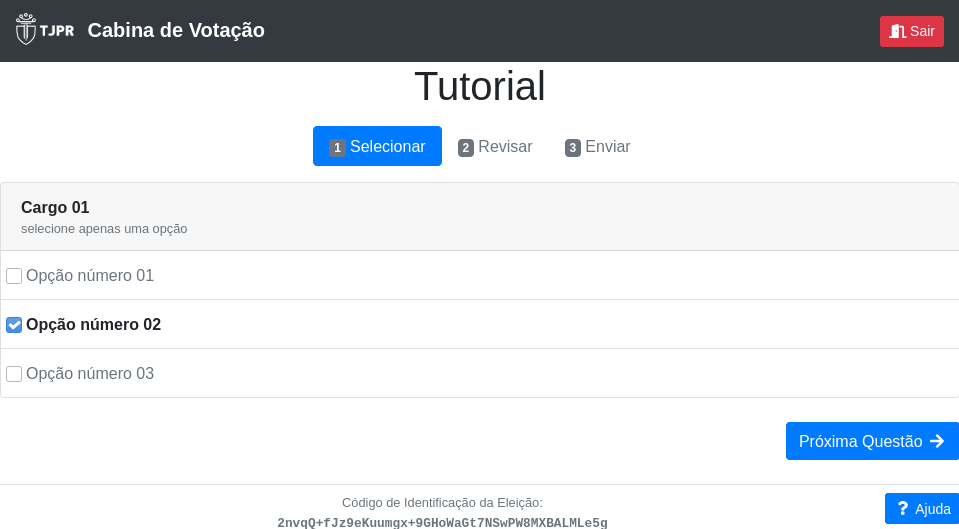 TJPR Cabina de Votação
Sair
Tutorial
1 Selecionar 2 Revisar 3 Enviar
Cargo 01
selecione apenas uma opção
Opção número 01
Opção número 02
Opção número 03
Próxima Questão
Código de Identificação da Eleição:
2nvqQ+fJz9eKuumgx+9GHoWaGt7NSwPW8MXBALMLe5g
? Ajuda